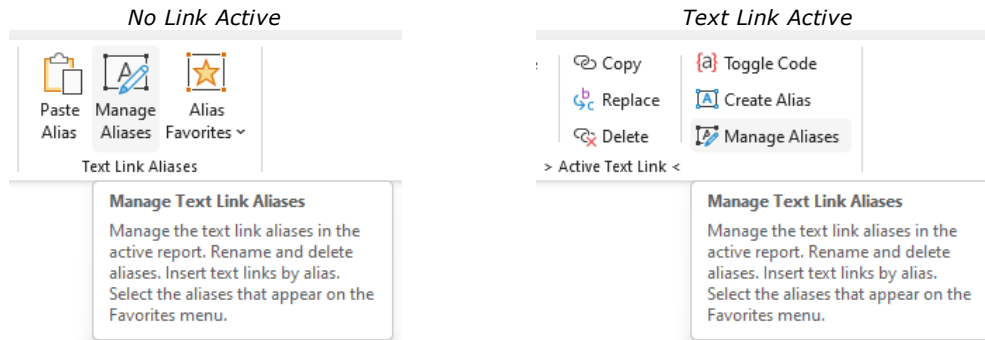 No Link Active
Paste
Alias
Manage
Aliases
Alias
Favorites
Text Link Aliases
Manage Text Link Aliases
Manage the text link aliases in the
active report. Rename and delete
aliases. Insert text links by alias.
Select the aliases that appear on the
Favorites menu.
Text Link Active
Copy
Replace
Delete
> Active Text Link <
{a} Toggle Code
Create Alias
Manage Aliases
Manage Text Link Aliases
Manage the text link aliases in the
active report. Rename and delete
aliases. Insert text links by alias.
Select the aliases that appear on the
Favorites menu.